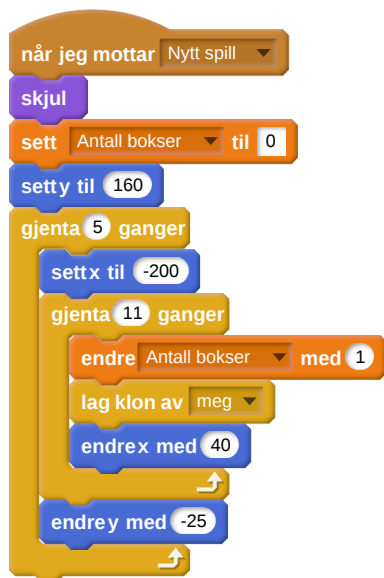 når jeg mottar Nytt spill
skjul
sett Antall bokser til 0
sett y til 160
gjenta 5 ganger
sett x til -200
gjenta 11 ganger
endre Antall bokser med 1
lag klon av meg
endre x med 40
endre y med -25